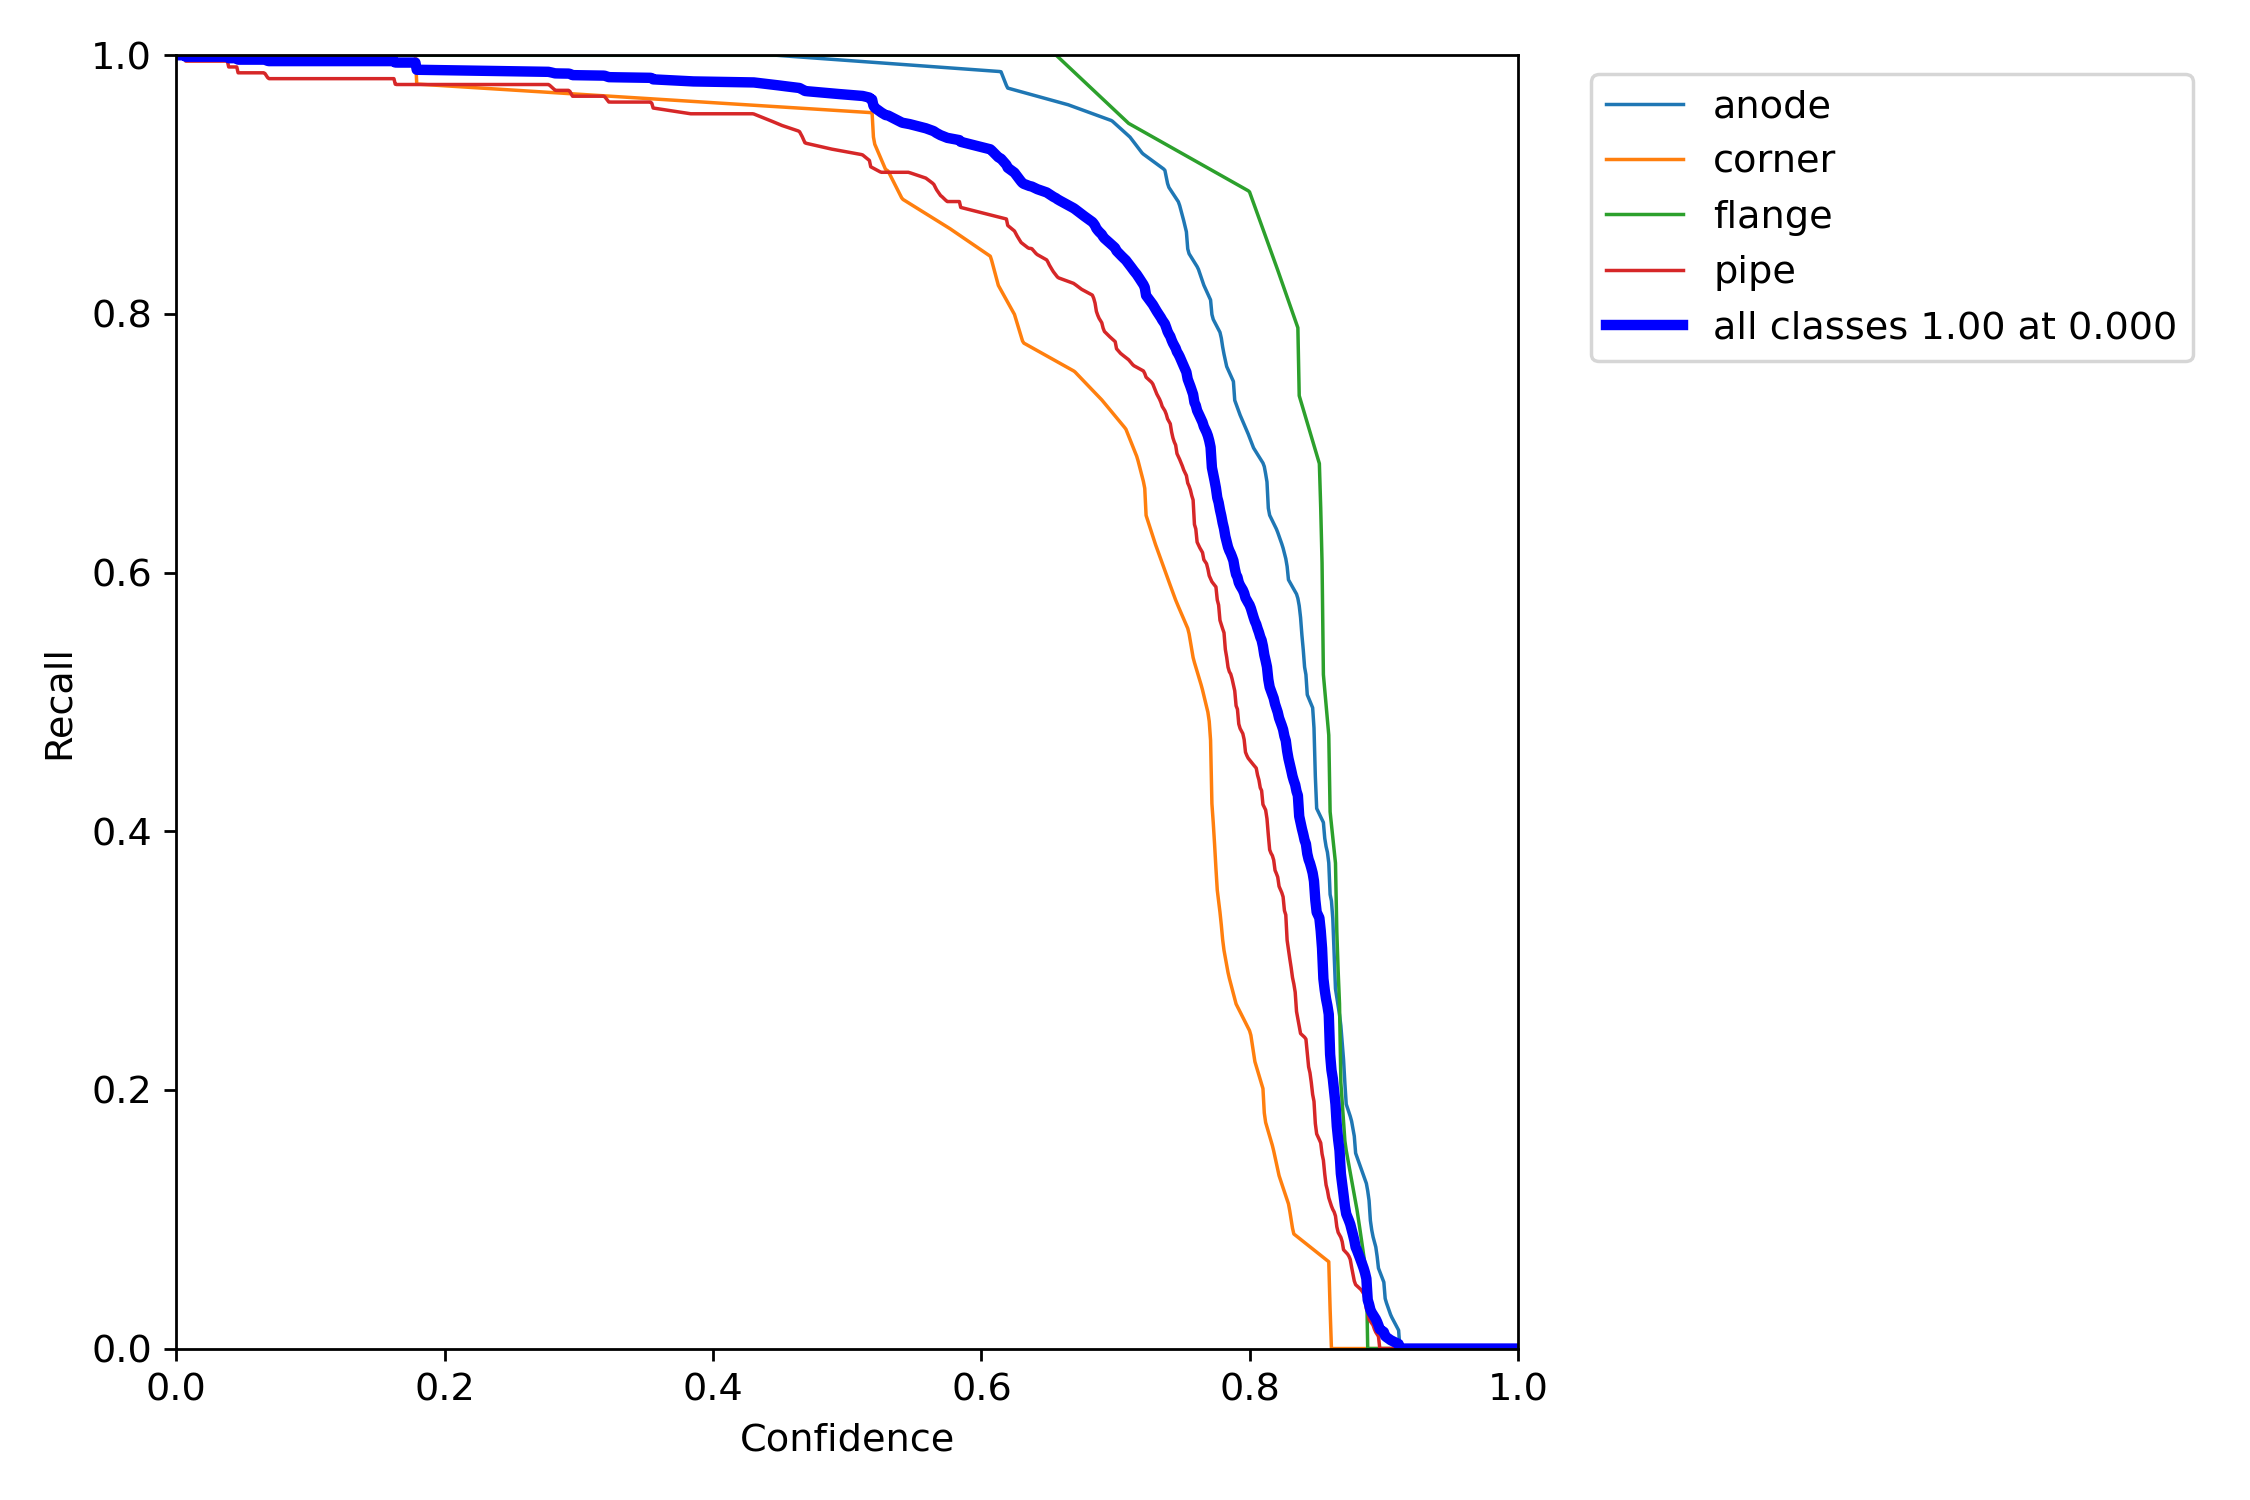 1.0
0.8
0.6
0.4
0.2
0.0
0.0 0.2 0.4 0.6 0.8 1.0
Recall
Confidence
anode
corner
flange
pipe
all classes 1.00 at 0.000